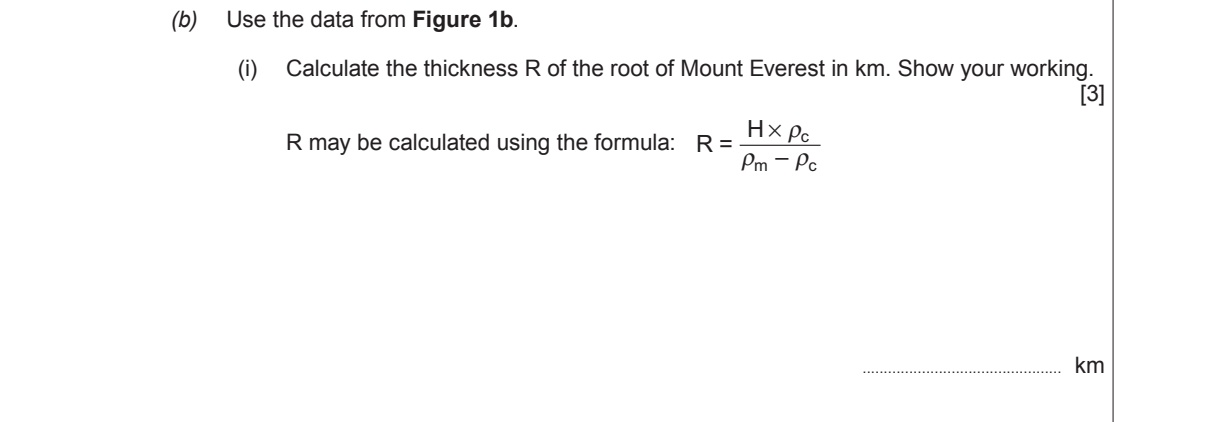 (b) Use the data from Figure 1b.
(i) Calculate the thickness R of the root of Mount Everest in km. Show your working.
[3]
R may be calculated using the formula: R = H × ρc / ρm − ρc
.............................................. km